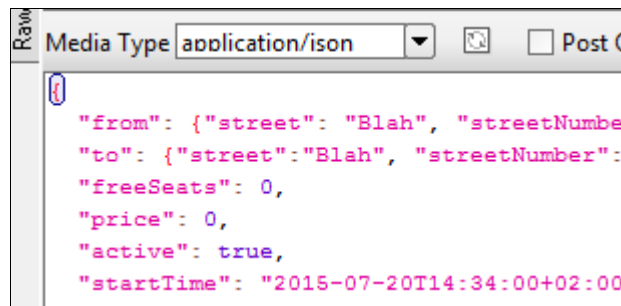 Raw
Media Type application/json Post
{
"from": {"street": "Blah", "streetNumbe
"to": {"street":"Blah", "streetNumber":
"freeSeats": 0,
"price": 0,
"active": true,
"startTime": "2015-07-20T14:34:00+02:00